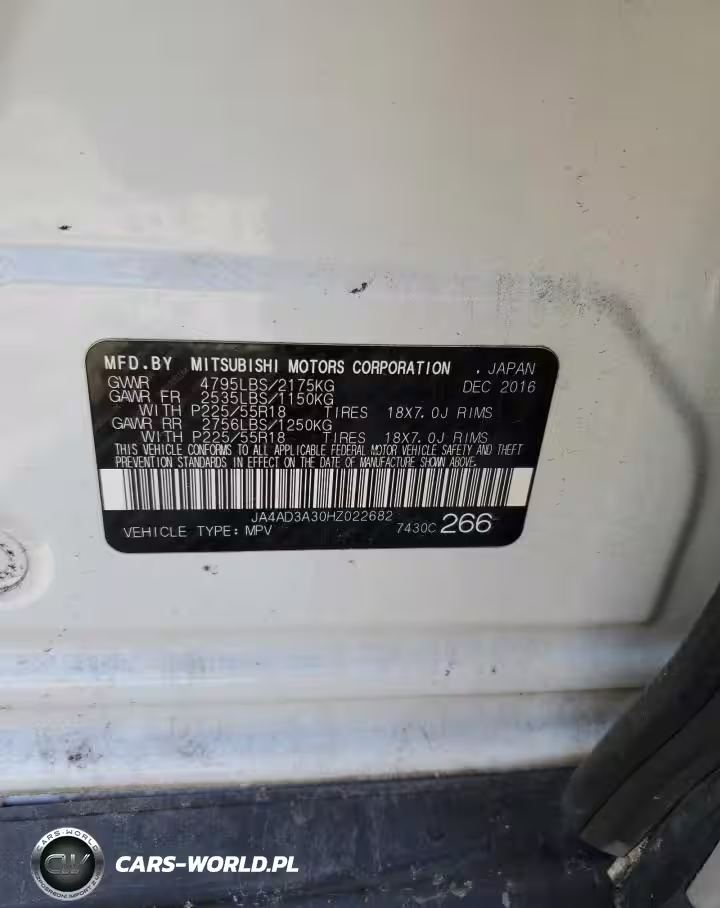 MFD.BY MITSUBISHI MOTORS CORPORATION , JAPAN
GVWR 4795LBS/2175KG DEC 2016
GAWR FR 2535LBS/1150KG
WITH P225/55R18 TIRES 18X7.0J RIMS
GAWR RR 2756LBS/1250KG
WITH P225/55R18 TIRES 18X7.0J RIMS
THIS VEHICLE CONFORMS TO ALL APPLICABLE FEDERAL MOTOR VEHICLE SAFETY AND THEFT
PREVENTION STANDARDS IN EFFECT ON THE DATE OF MANUFACTURE SHOWN ABOVE.
JA4AD3A30HZ022682
VEHICLE TYPE: MPV 7430C 266
CARS-WORLD
CW
CARS-WORLD.PL